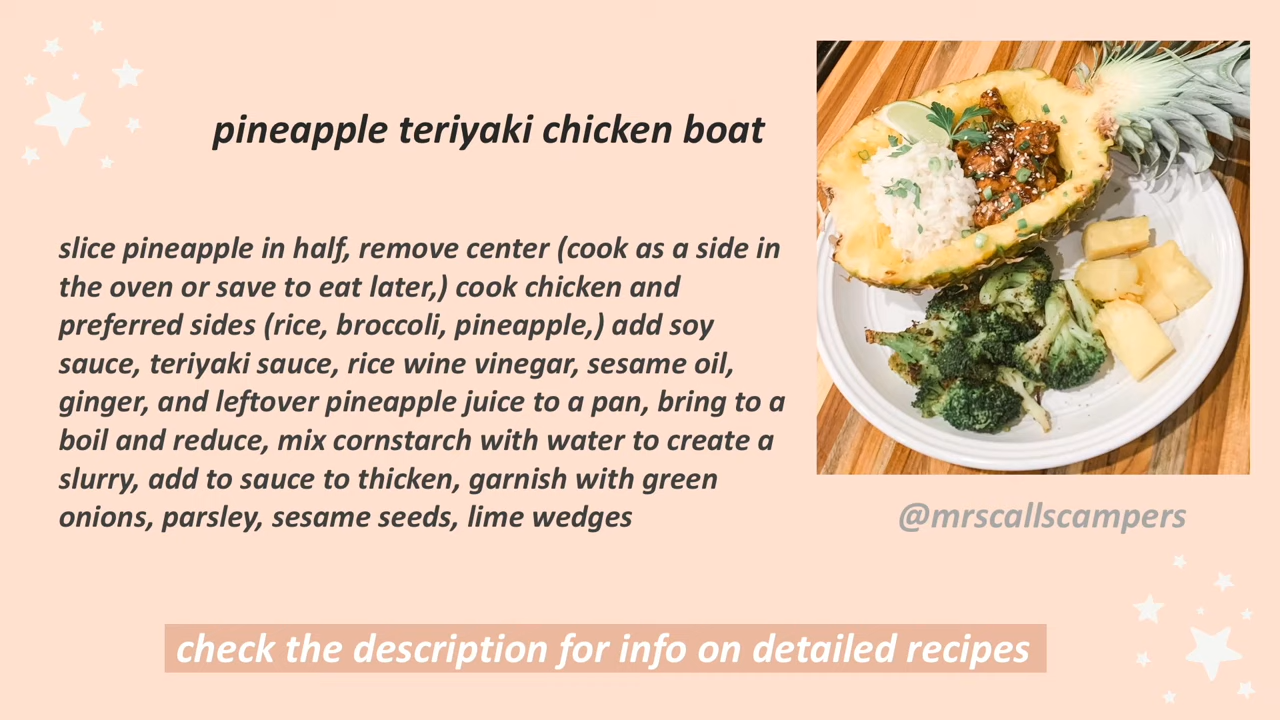 pineapple teriyaki chicken boat
slice pineapple in half, remove center (cook as a side in
the oven or save to eat later,) cook chicken and
preferred sides (rice, broccoli, pineapple,) add soy
sauce, teriyaki sauce, rice wine vinegar, sesame oil,
ginger, and leftover pineapple juice to a pan, bring to a
boil and reduce, mix cornstarch with water to create a
slurry, add to sauce to thicken, garnish with green
onions, parsley, sesame seeds, lime wedges
@mrscallscampers
check the description for info on detailed recipes